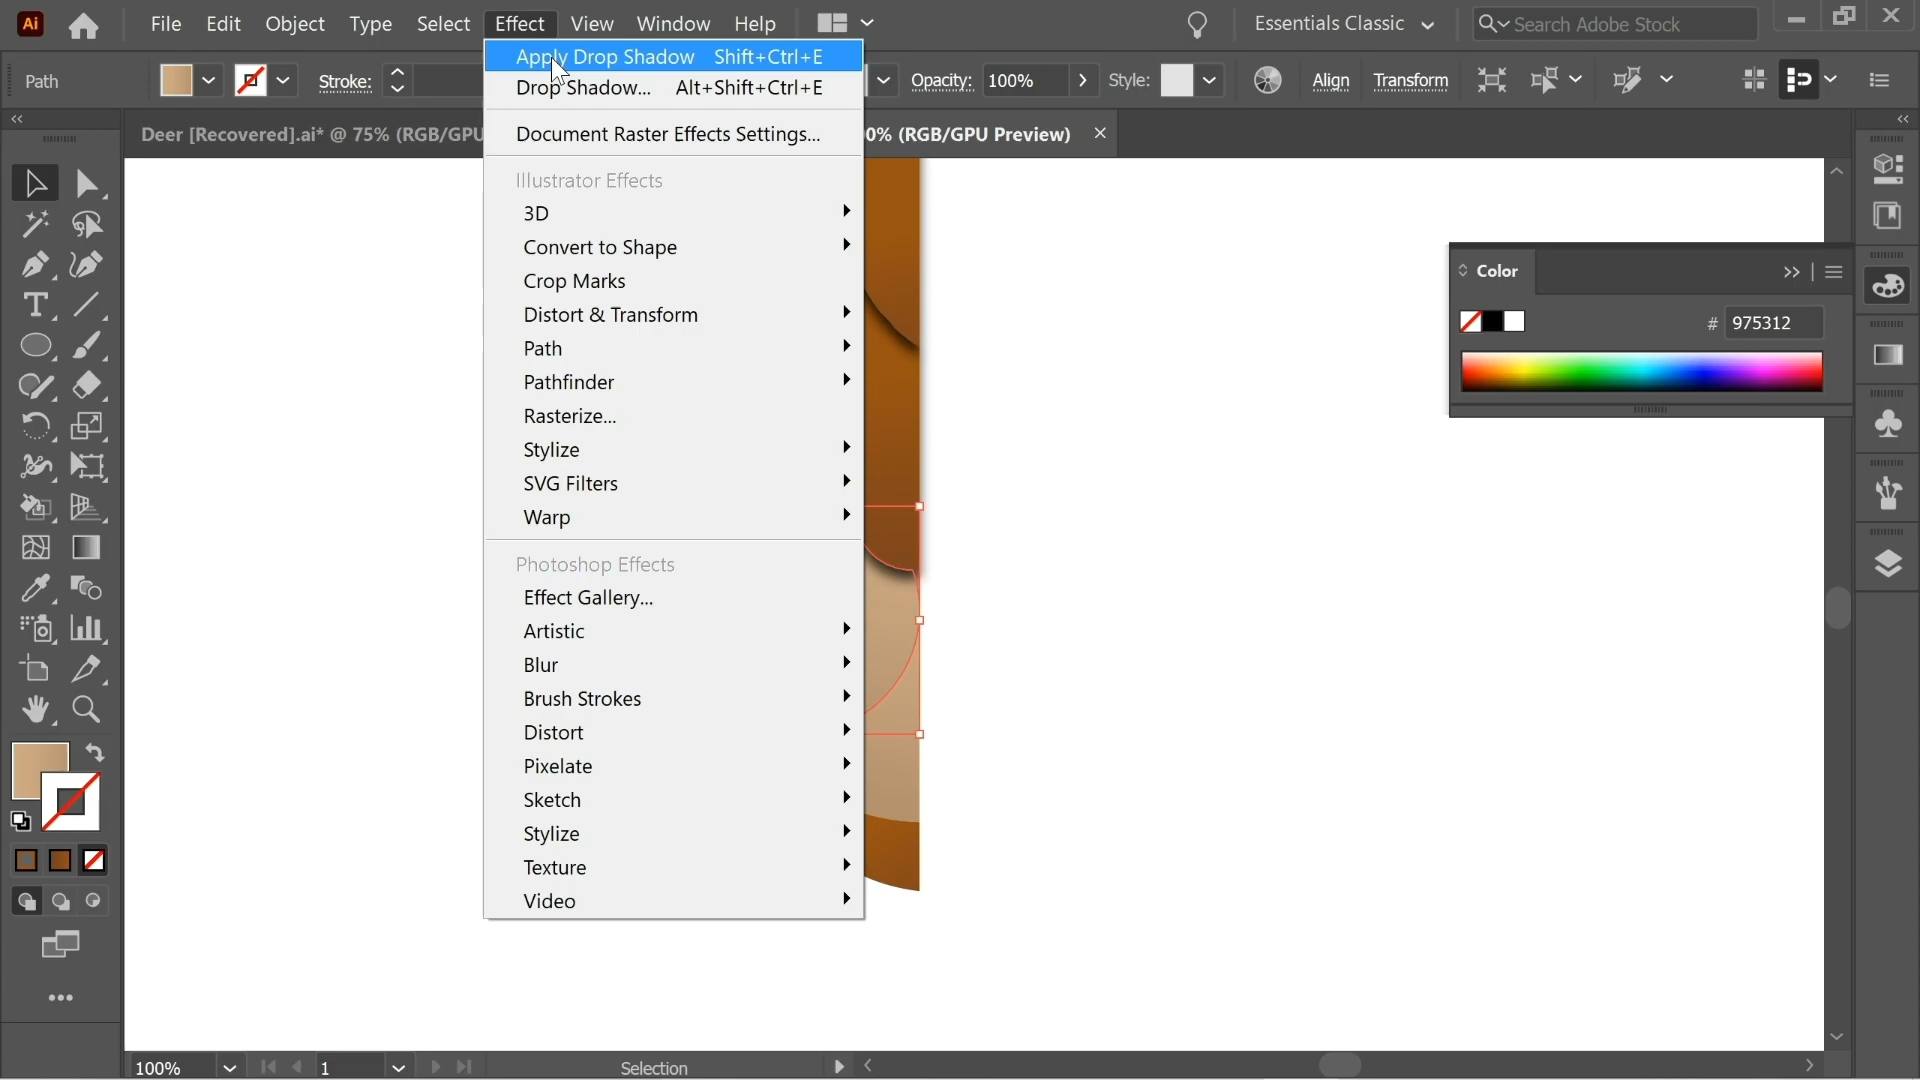 Ai File Edit Object Type Select Effect View Window Help Essentials Classic Search Adobe Stock
Path Stroke: Opacity: 100% Style: Align Transform
Apply Drop Shadow Shift+Ctrl+E
Drop Shadow... Alt+Shift+Ctrl+E
Document Raster Effects Settings...
Illustrator Effects
3D
Convert to Shape
Crop Marks
Distort & Transform
Path
Pathfinder
Rasterize...
Stylize
SVG Filters
Warp
Photoshop Effects
Effect Gallery...
Artistic
Blur
Brush Strokes
Distort
Pixelate
Sketch
Stylize
Texture
Video
Deer [Recovered].ai* @ 75% (RGB/GPU
0% (RGB/GPU Preview)
Color
# 975312
100% 1 Selection